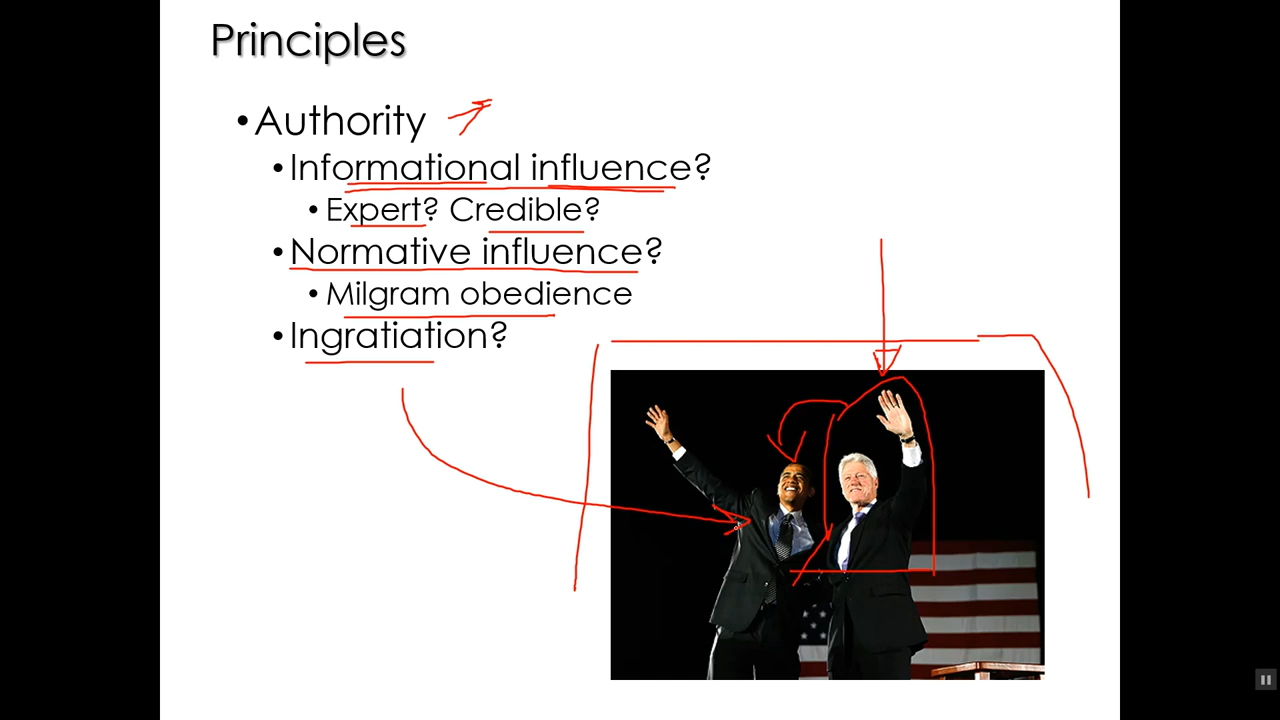 Principles
•Authority
•Informational influence?
•Expert? Credible?
•Normative influence?
•Milgram obedience
•Ingratiation?